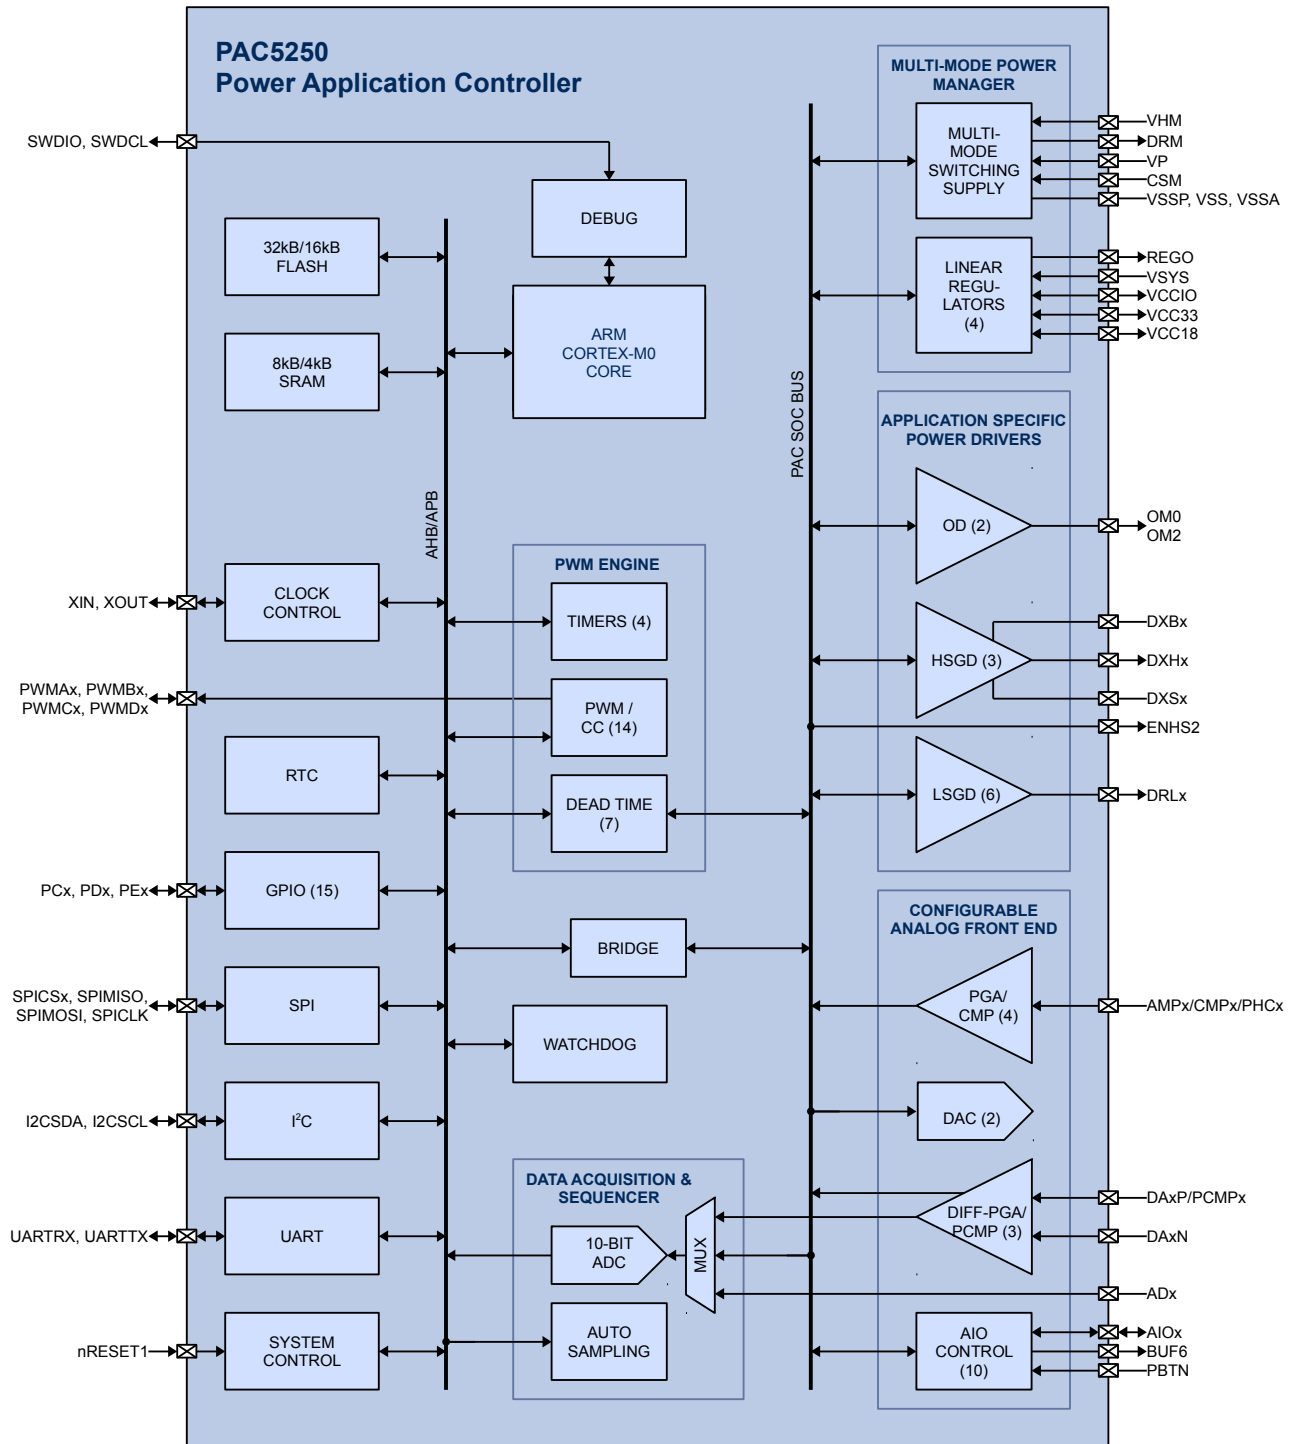 PAC5250
Power Application Controller
SWDIO, SWDCL
DEBUG
32kB/16kB
FLASH
ARM
CORTEX-M0
CORE
8kB/4kB
SRAM
AHB/APB
PAC SOC BUS
XIN, XOUT
CLOCK
CONTROL
PWM ENGINE
TIMERS (4)
PWMAx, PWMBx,
PWMCx, PWMDx
PWM /
CC (14)
RTC
DEAD TIME
(7)
PCx, PDx, PEx
GPIO (15)
BRIDGE
SPICSx, SPIMISO,
SPIMOSI, SPICLK
SPI
WATCHDOG
I2CSDA, I2CSCL
I²C
DATA ACQUISITION &
SEQUENCER
UARTRX, UARTTX
UART
10-BIT
ADC
MUX
nRESET1
SYSTEM
CONTROL
AUTO
SAMPLING
MULTI-MODE POWER
MANAGER
MULTI-
MODE
SWITCHING
SUPPLY
VHM
DRM
VP
CSM
VSSP, VSS, VSSA
LINEAR
REGU-
LATORS
(4)
REGO
VSYS
VCCIO
VCC33
VCC18
APPLICATION SPECIFIC
POWER DRIVERS
OD (2)
OM0
OM2
HSGD (3)
DXBx
DXHx
DXSx
ENHS2
LSGD (6)
DRLx
CONFIGURABLE
ANALOG FRONT END
PGA/
CMP (4)
AMPx/CMPx/PHCx
DAC (2)
DIFF-PGA/
PCMP (3)
DAxP/PCMPx
DAxN
ADx
AIO
CONTROL
(10)
AIOx
BUF6
PBTN